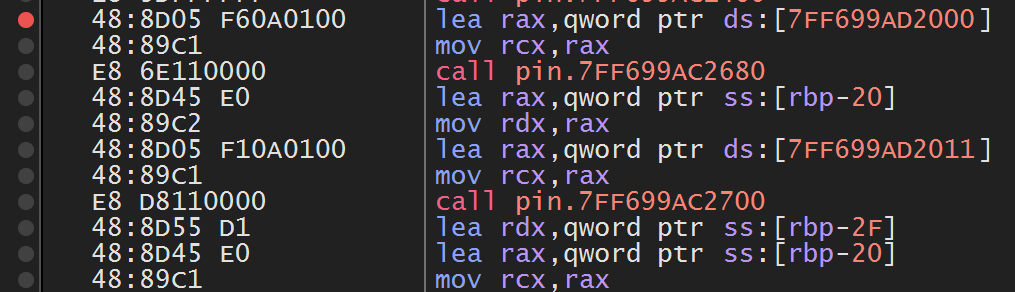 48:8D05 F60A0100 lea rax,qword ptr ds:[7FF699AD2000]
48:89C1 mov rcx,rax
E8 6E110000 call pin.7FF699AC2680
48:8D45 E0 lea rax,qword ptr ss:[rbp-20]
48:89C2 mov rdx,rax
48:8D05 F10A0100 lea rax,qword ptr ds:[7FF699AD2011]
48:89C1 mov rcx,rax
E8 D8110000 call pin.7FF699AC2700
48:8D55 D1 lea rdx,qword ptr ss:[rbp-2F]
48:8D45 E0 lea rax,qword ptr ss:[rbp-20]
48:89C1 mov rcx,rax